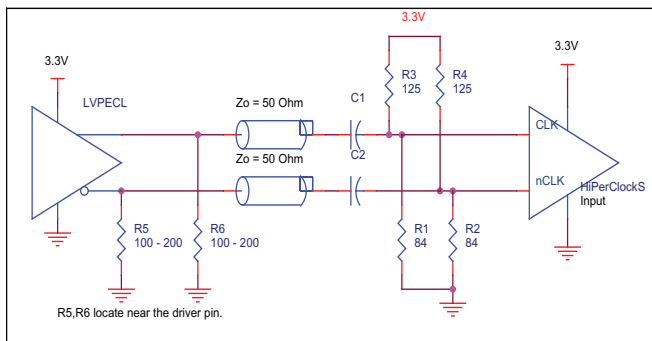 3.3V
3.3V
3.3V
LVPECL
R3
125
R4
125
Zo = 50 Ohm
C1
CLK
Zo = 50 Ohm
C2
nCLK
HiPerClockS
Input
R5
100 - 200
R6
100 - 200
R1
84
R2
84
R5,R6 locate near the driver pin.